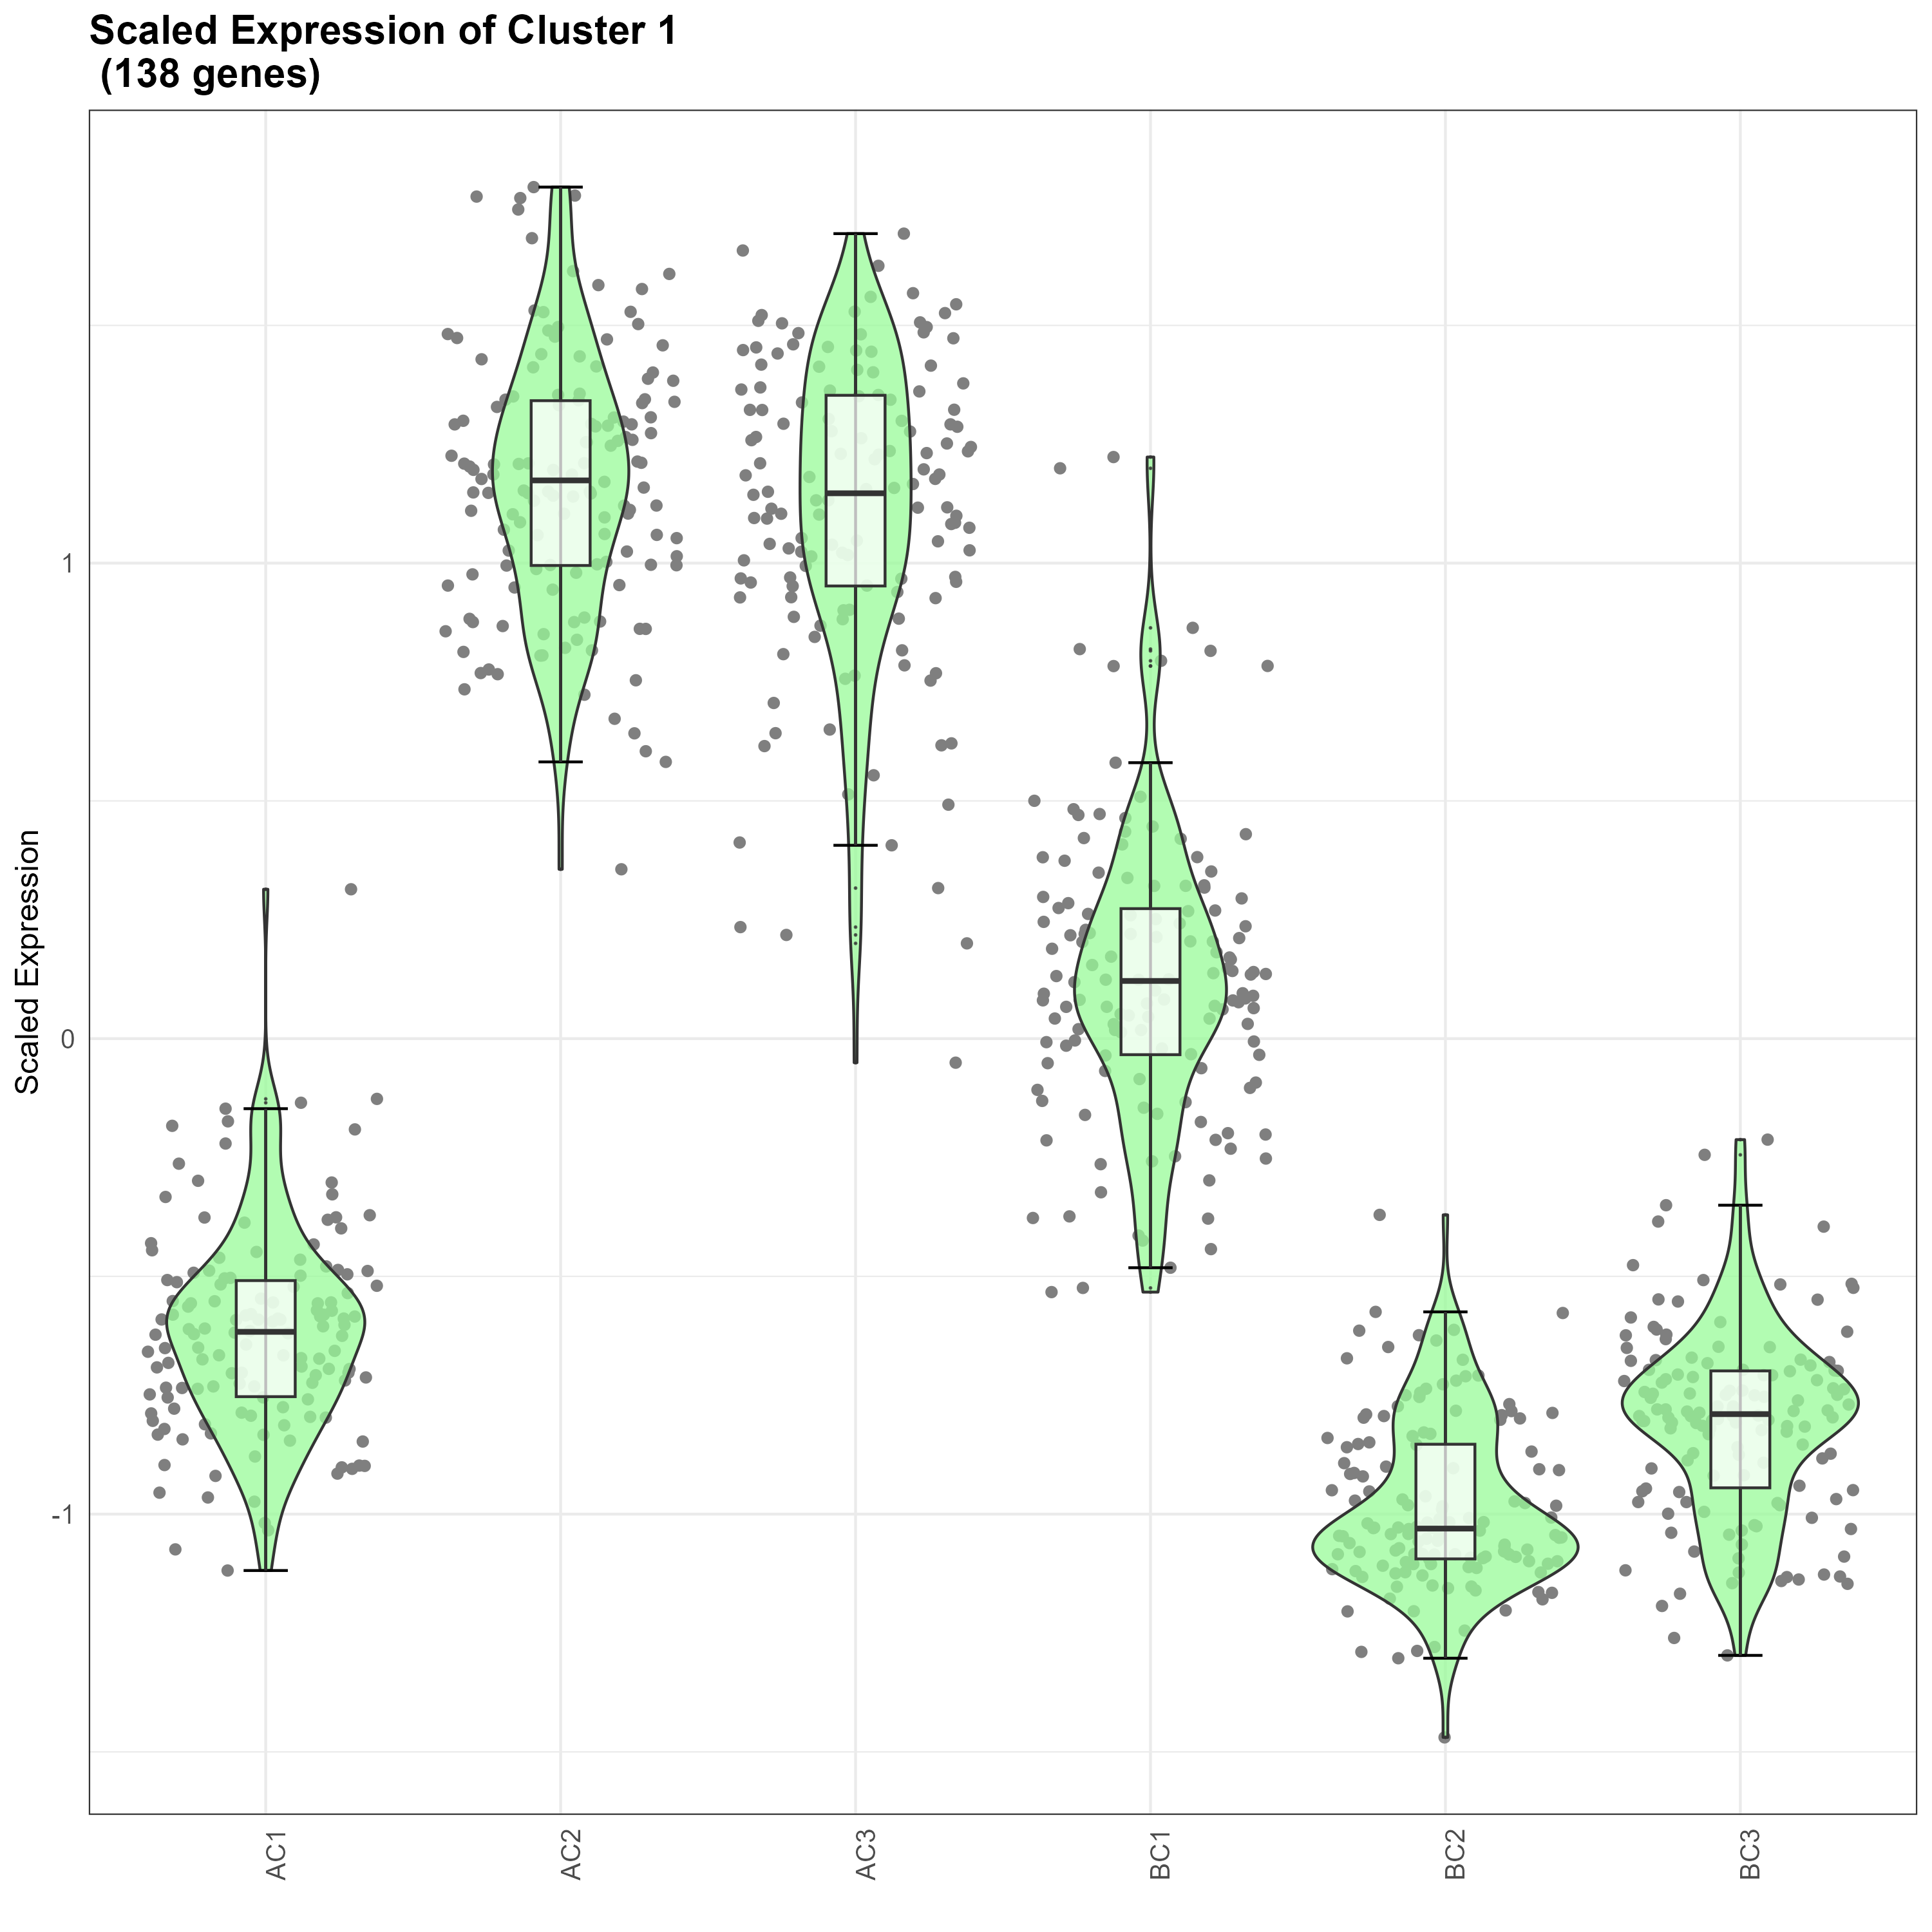 Scaled Expression of Cluster 1
(138 genes)
Scaled Expression
1
0
-1
AC1
AC2
AC3
BC1
BC2
BC3